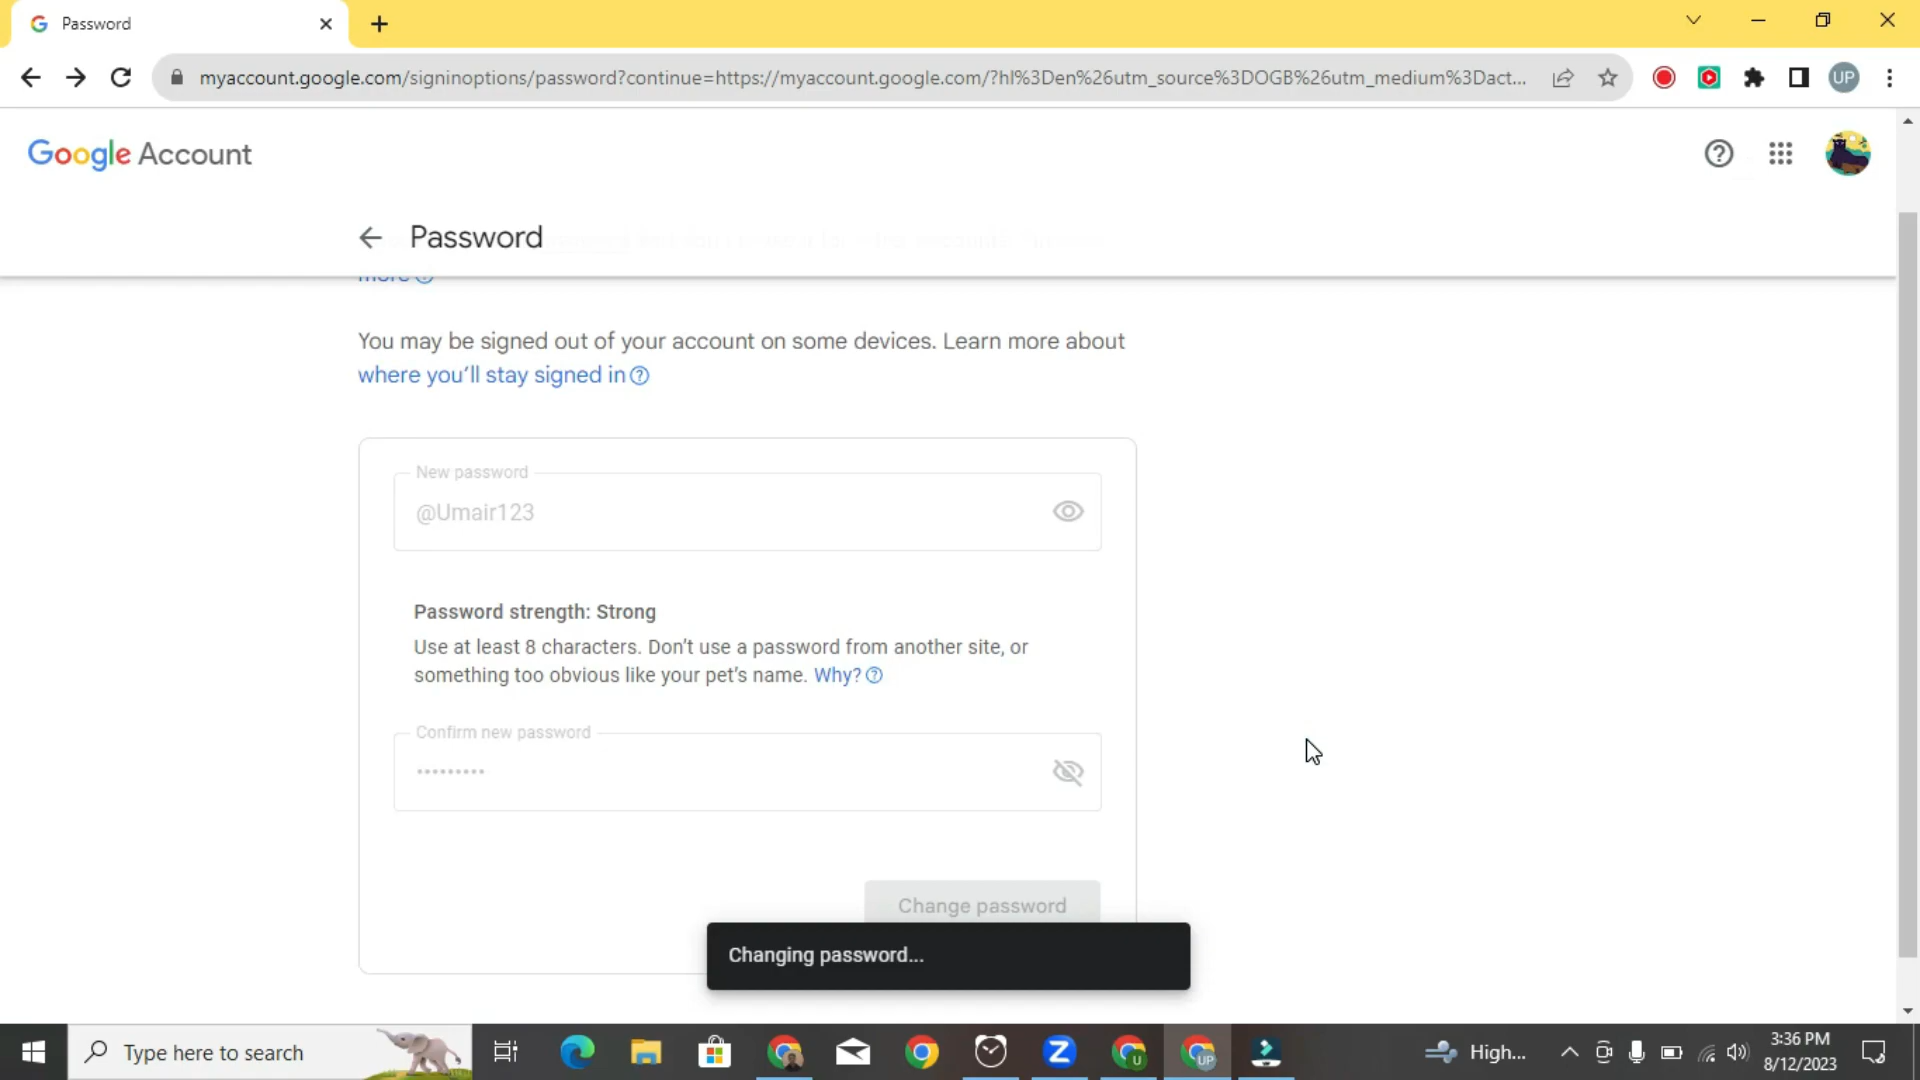 Password
myaccount.google.com/signinoptions/password?continue=https://myaccount.google.com/?hl%3Den%26utm_source%3DOGB%26utm_medium%3Dact...
UP
Google Account
Password
more
You may be signed out of your account on some devices. Learn more about
where you'll stay signed in
New password
@Umair123
Password strength: Strong
Use at least 8 characters. Don't use a password from another site, or
something too obvious like your pet's name. Why?
Confirm new password
•••••••••
Change password
Changing password...
Type here to search
U
UP
High...
3:36 PM
8/12/2023